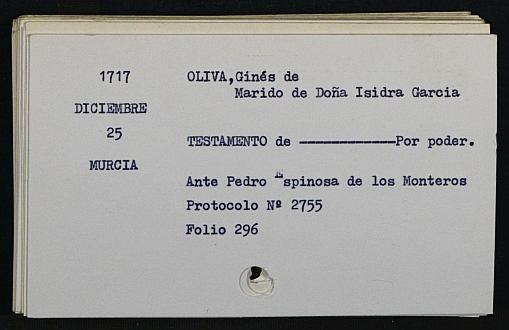 1717
DICIEMBRE
25
MURCIA
OLIVA,Ginés de
Marido de Doña Isidra Garcia
TESTAMENTO de ------------Por poder.
Ante Pedro Espinosa de los Monteros
Protocolo Nº 2755
Folio 296